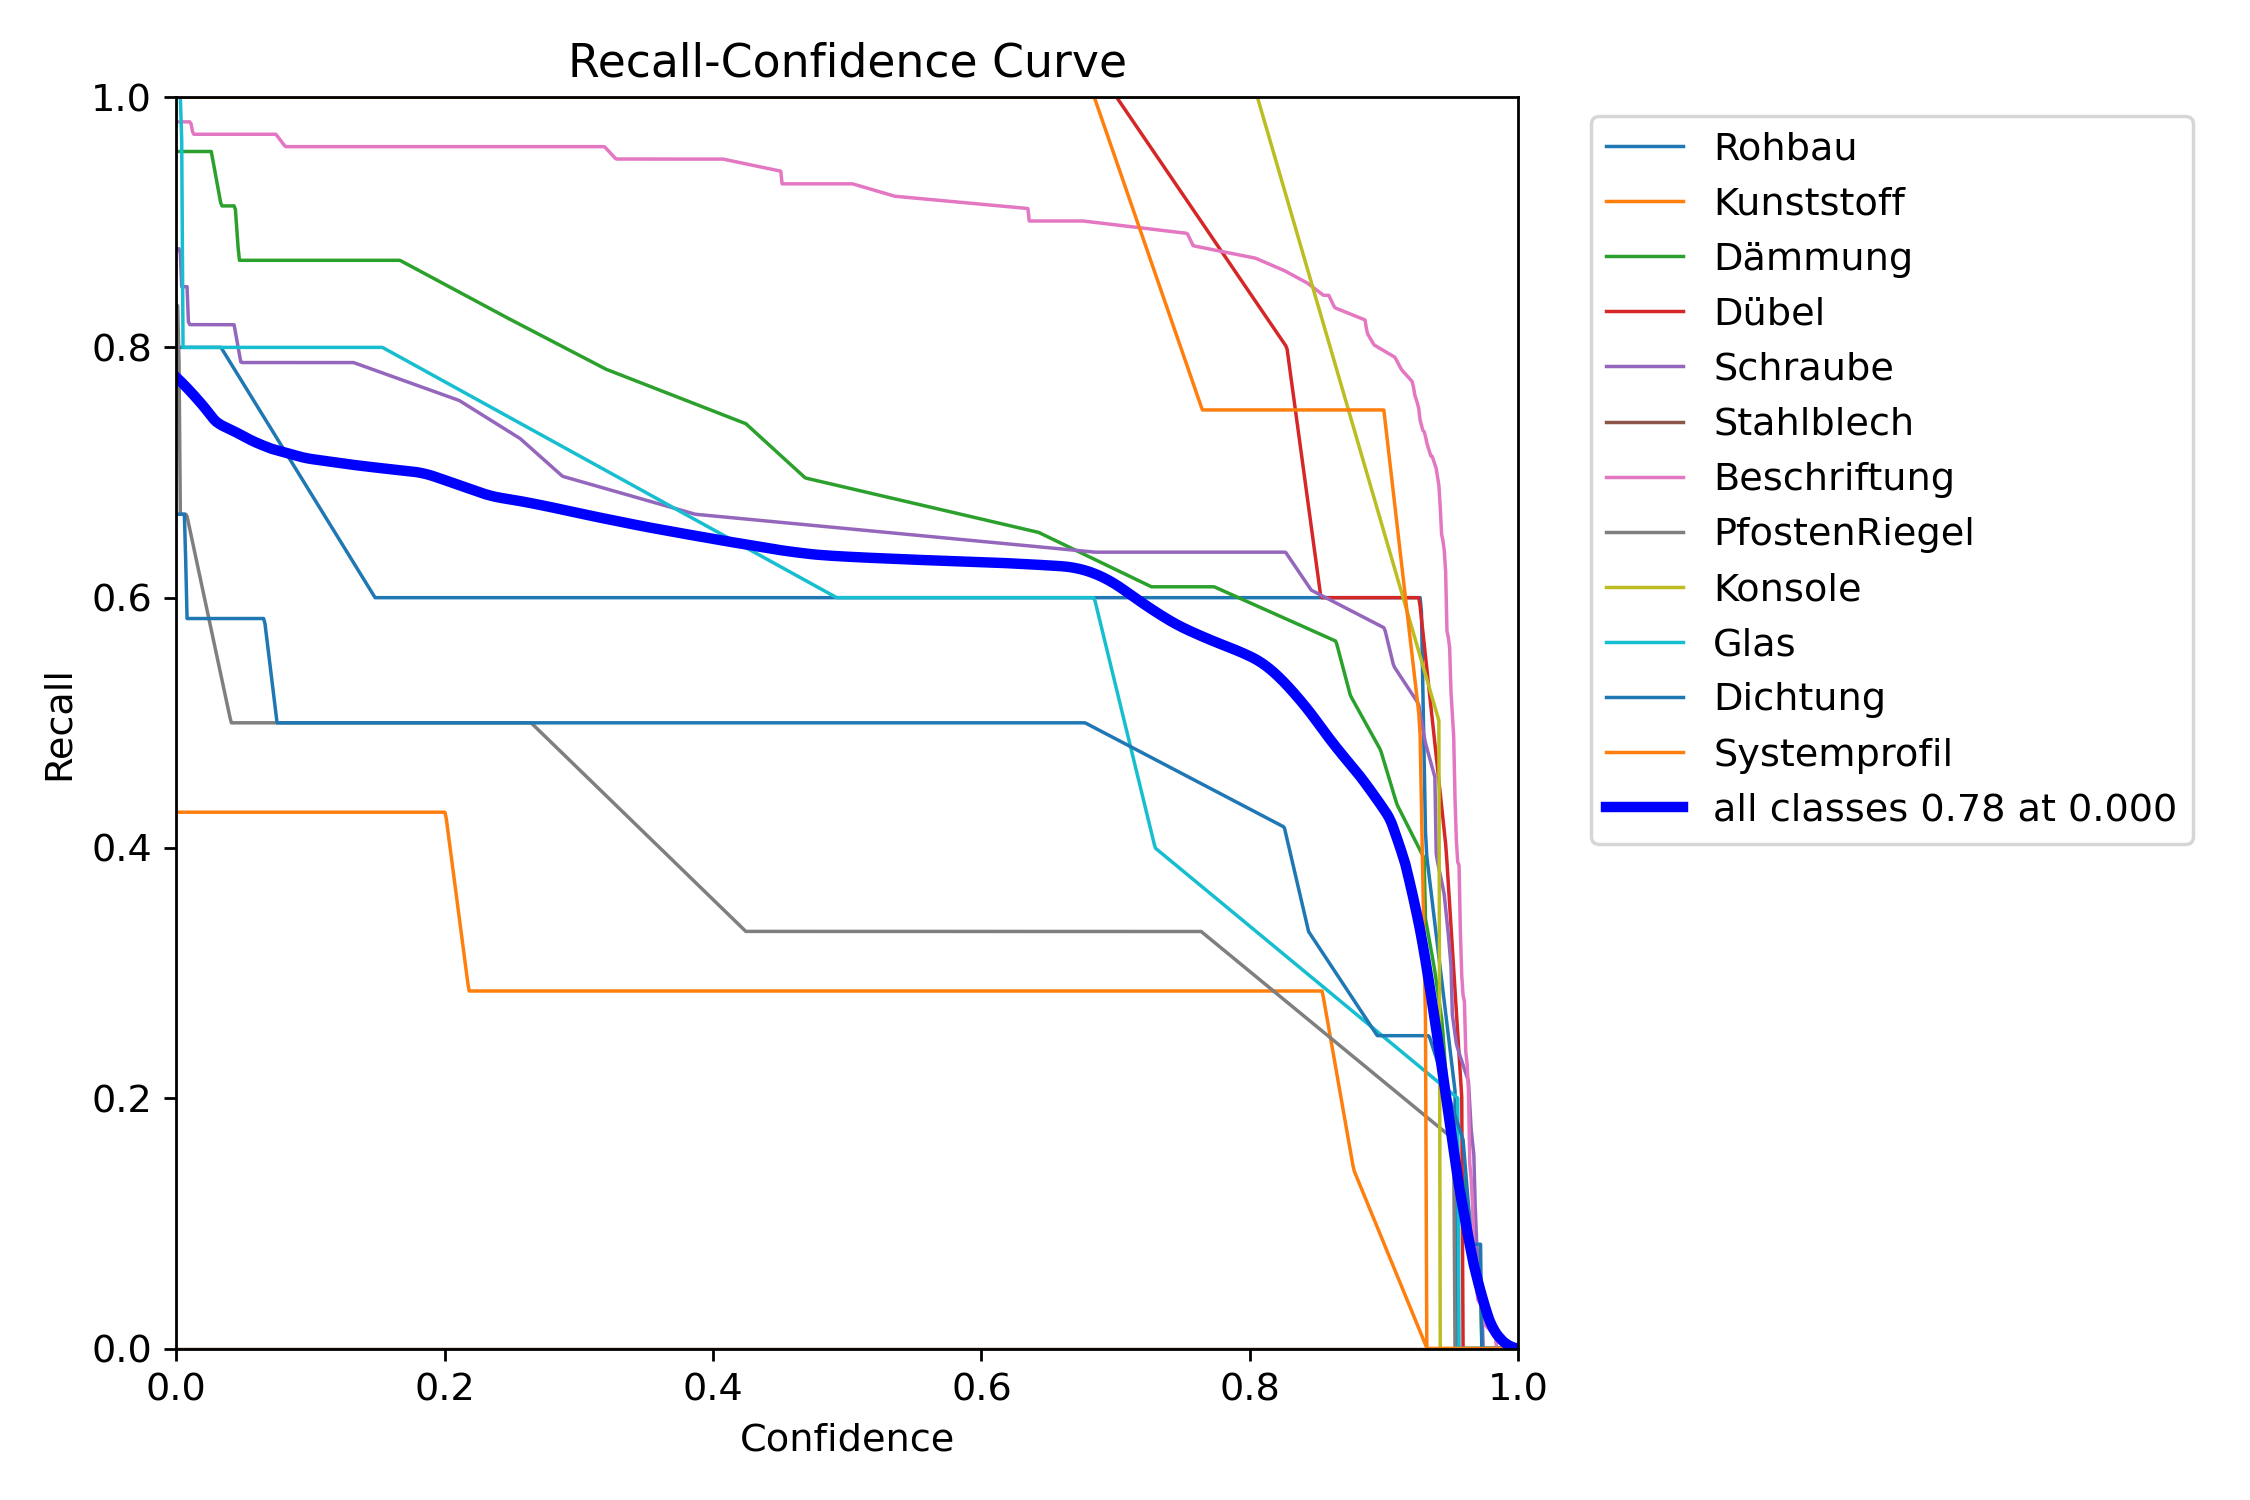 Recall-Confidence Curve
1.0
0.8
0.6
0.4
0.2
0.0
Recall
0.0 0.2 0.4 0.6 0.8 1.0
Confidence
Rohbau
Kunststoff
Dämmung
Dübel
Schraube
Stahlblech
Beschriftung
PfostenRiegel
Konsole
Glas
Dichtung
Systemprofil
all classes 0.78 at 0.000